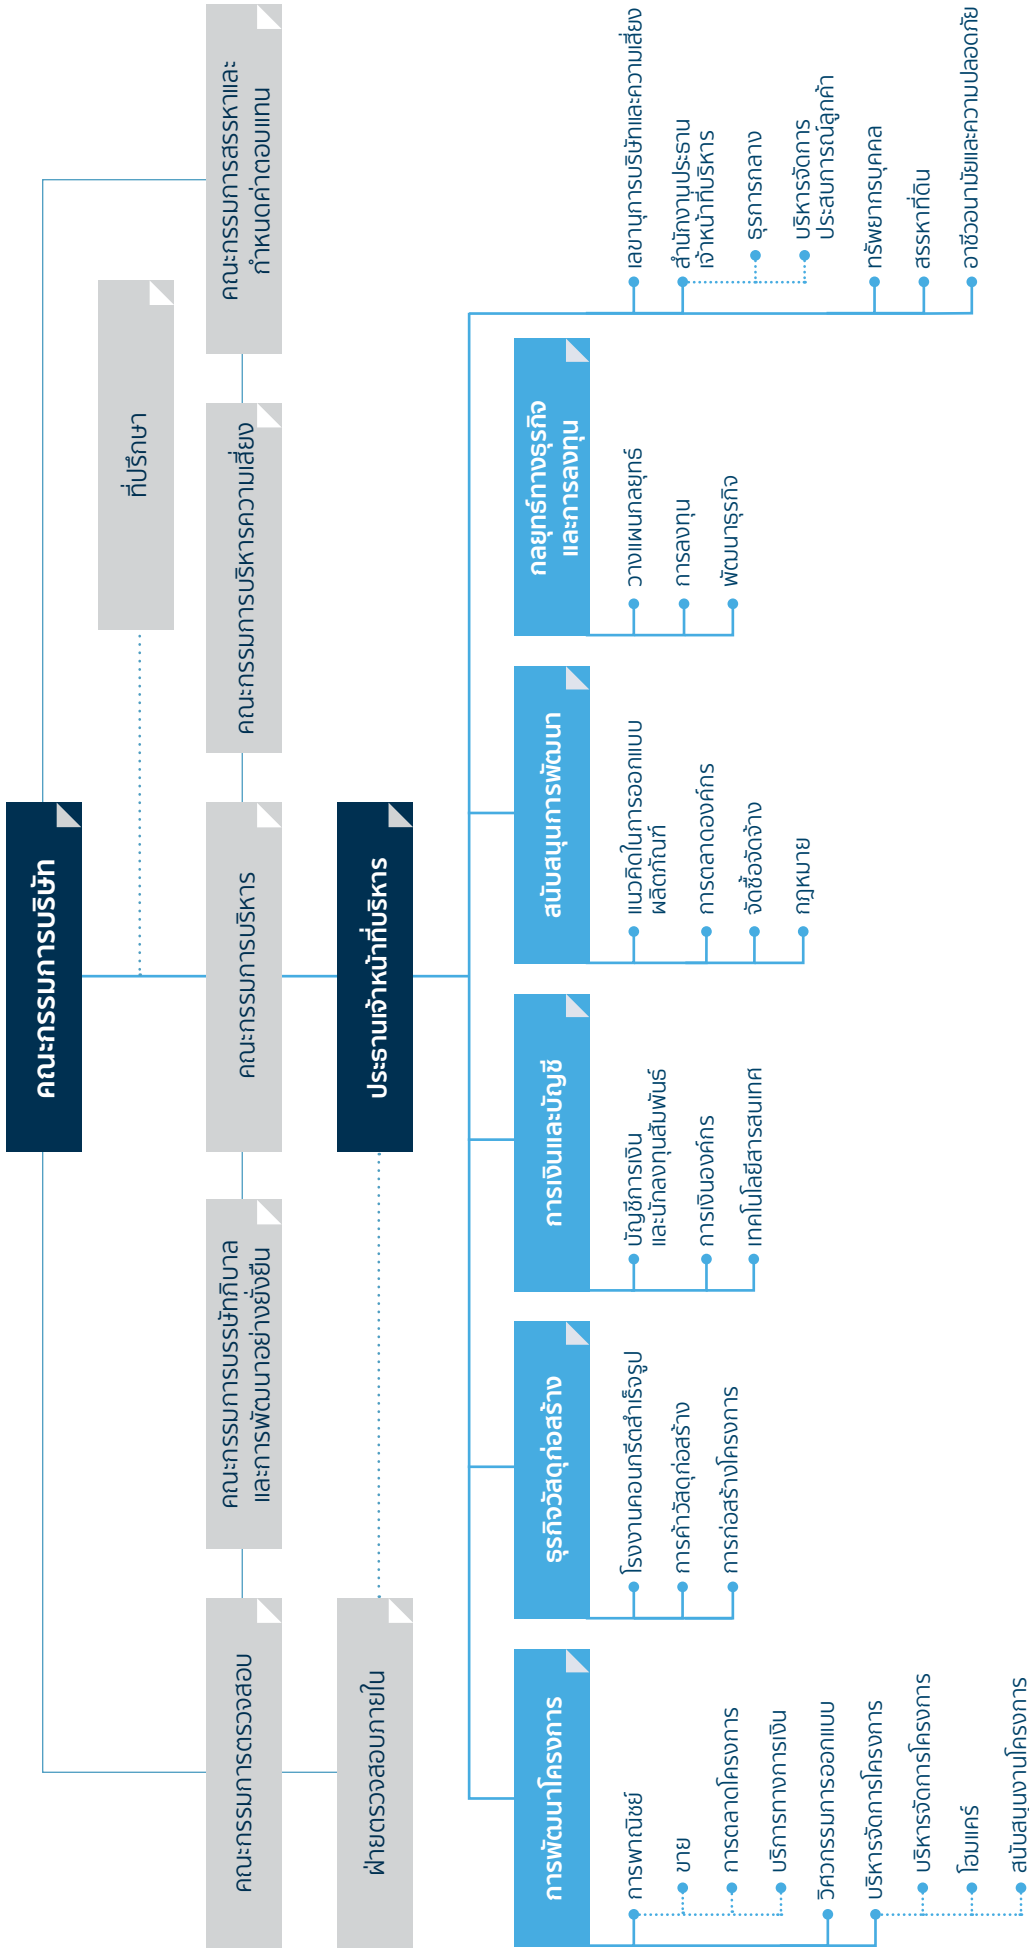 คณะกรรมการบริษัท
ที่ปรึกษา
คณะกรรมการตรวจสอบ
คณะกรรมการบรรษัทภิบาล
และการพัฒนาอย่างยั่งยืน
คณะกรรมการบริหาร
คณะกรรมการบริหารความเสี่ยง
คณะกรรมการสรรหาและ
กำหนดค่าตอบแทน
ฝ่ายตรวจสอบภายใน
ประธานเจ้าหน้าที่บริหาร
การพัฒนาโครงการ
การพาณิชย์
ขาย
การตลาดโครงการ
บริการทางการเงิน
วิศวกรรมการออกแบบ
บริหารจัดการโครงการ
บริหารจัดการโครงการ
โฮมแคร์
สนับสนุนงานโครงการ
ธุรกิจวัสดุก่อสร้าง
โรงงานคอนกรีตสำเร็จรูป
การค้าวัสดุก่อสร้าง
การก่อสร้างโครงการ
การเงินและบัญชี
บัญชีการเงิน
และนักลงทุนสัมพันธ์
การเงินองค์กร
เทคโนโลยีสารสนเทศ
สนับสนุนการพัฒนา
แนวคิดในการออกแบบ
ผลิตภัณฑ์
การตลาดองค์กร
จัดซื้อจัดจ้าง
กฎหมาย
กลยุทธ์ทางธุรกิจ
และการลงทุน
วางแผนกลยุทธ์
การลงทุน
พัฒนาธุรกิจ
เลขานุการบริษัทและความเสี่ยง
สำนักงานประธาน
เจ้าหน้าที่บริหาร
ธุรการกลาง
บริหารจัดการ
ประสบการณ์ลูกค้า
ทรัพยากรบุคคล
สรรหาที่ดิน
อาชีวอนามัยและความปลอดภัย